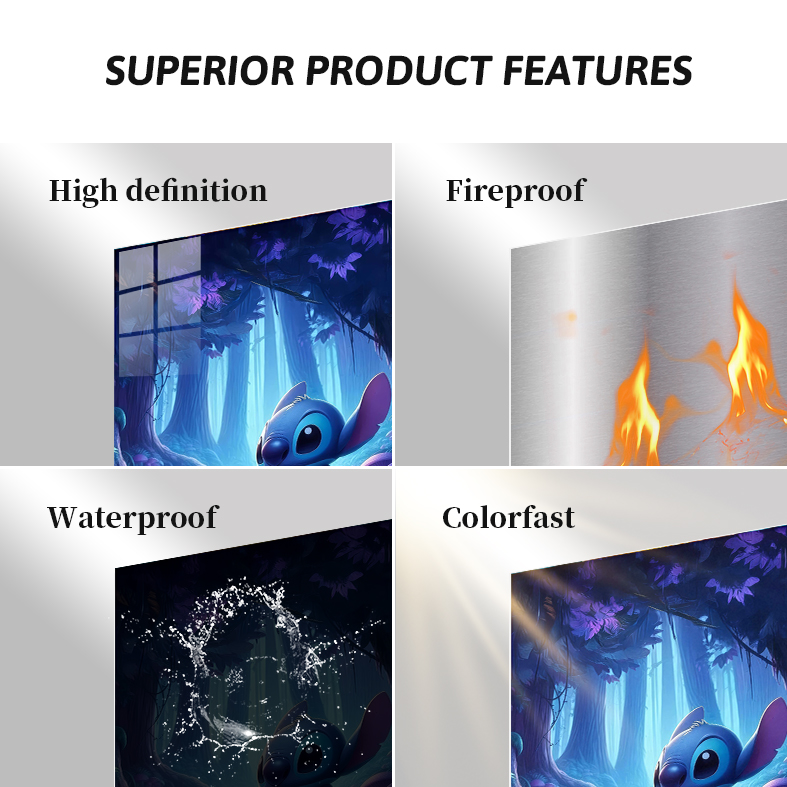 SUPERIOR PRODUCT FEATURES
High definition
Fireproof
Waterproof
Colorfast